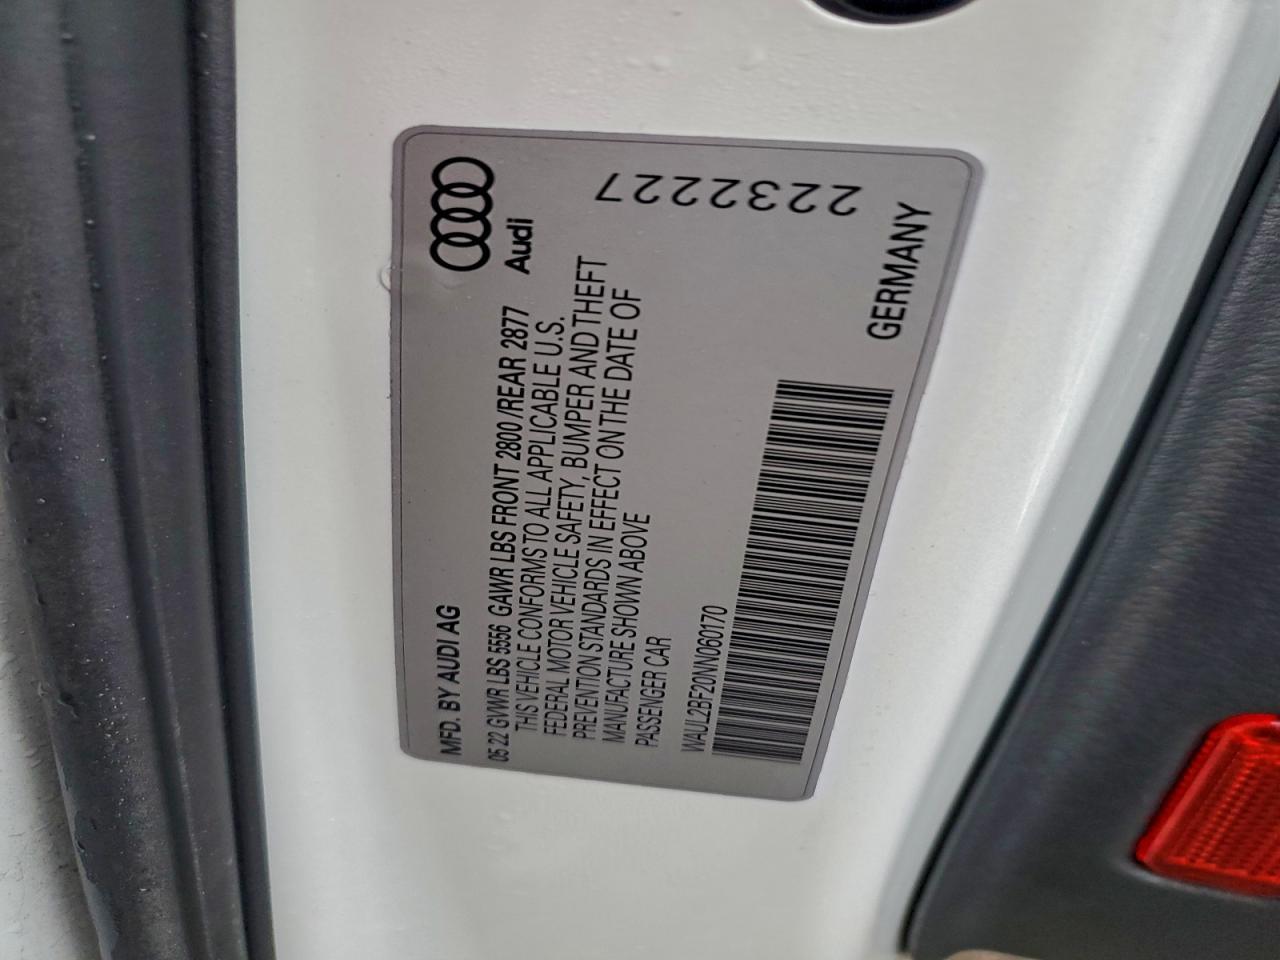 MFD. BY AUDI AG
Audi
05 22 GVWR LBS 5556 GAWR LBS FRONT 2800/REAR 2877
THIS VEHICLE CONFORMS TO ALL APPLICABLE U.S.
FEDERAL MOTOR VEHICLE SAFETY, BUMPER AND THEFT
PREVENTION STANDARDS IN EFFECT ON THE DATE OF
MANUFACTURE SHOWN ABOVE
PASSENGER CAR
WAUL2BF20NN060170
GERMANY
2232227